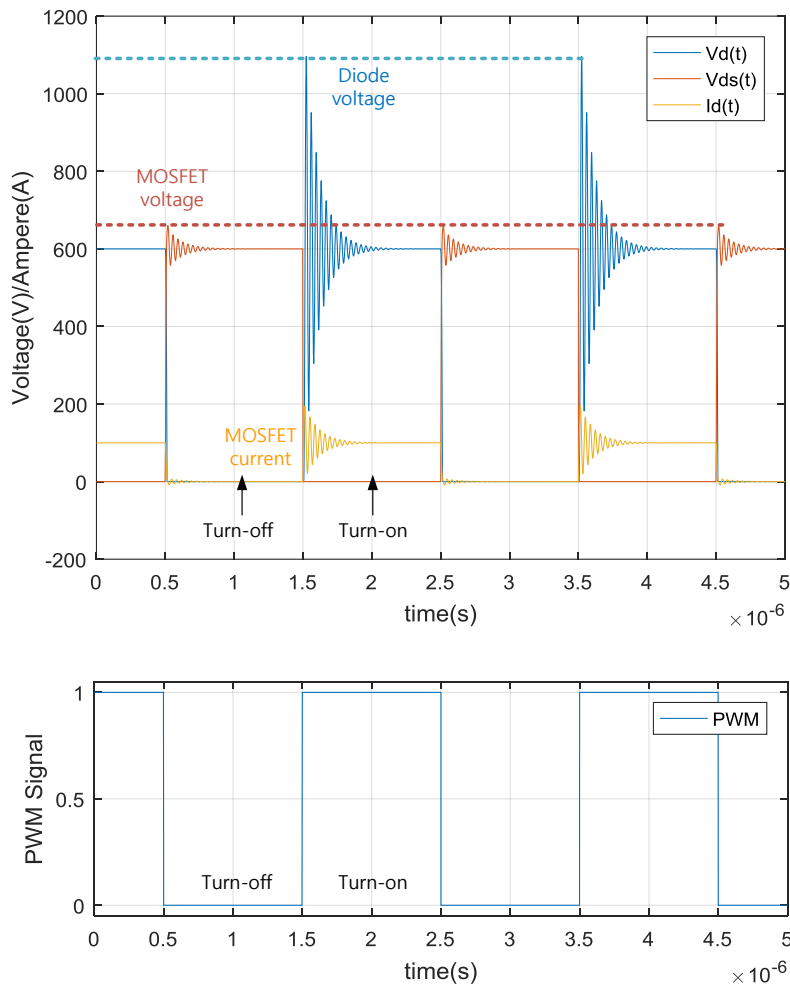 1200
1000
800
600
400
200
0
-200
Voltage(V)/Ampere(A)
Vd(t)
Vds(t)
Id(t)
Diode
voltage
MOSFET
voltage
MOSFET
current
Turn-off
Turn-on
0
0.5
1
1.5
2
2.5
3
3.5
4
4.5
5
time(s)
×10-6
1
0.5
0
PWM Signal
PWM
Turn-off
Turn-on
0
0.5
1
1.5
2
2.5
3
3.5
4
4.5
5
time(s)
×10-6